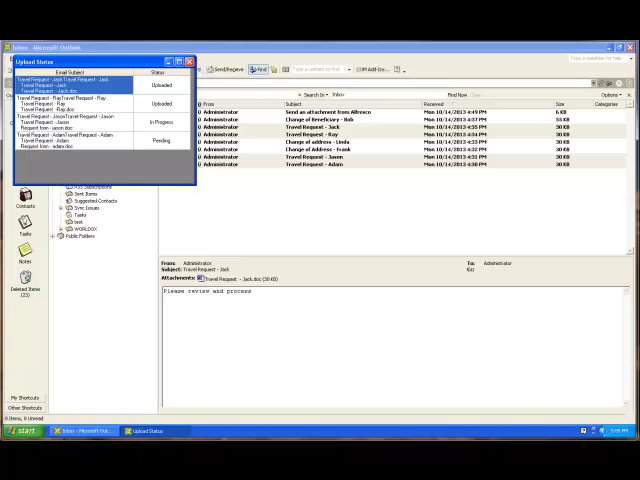 Inbox - Microsoft Outlook
Type a question for help
Upload Status
Email Subject Status
Travel Request - JackTravel Request - Jack
Travel Request - Jack
Travel Request - Jack.doc
Uploaded
Travel Request - RayTravel Request - Ray
Travel Request - Ray
Travel Request - Ray.doc
Uploaded
Travel Request - JasonTravel Request - Jason
Travel Request - Jason
Request form - jason.doc
In Progress
Travel Request - AdamTravel Request - Adam
Travel Request - Adam
Request form - adam.doc
Pending
Send/Receive Find Type a contact to find COM Add-Ins...
Search In Inbox Find Now Options
From Subject Received Size Categories
Administrator Send an attachment from Alfresco Mon 10/14/2013 4:49 PM 6 KB
Administrator Change of Beneficiary - Bob Mon 10/14/2013 4:37 PM 55 KB
Administrator Travel Request - Jack Mon 10/14/2013 4:35 PM 30 KB
Administrator Travel Request - Ray Mon 10/14/2013 4:34 PM 30 KB
Administrator Change of address - Linda Mon 10/14/2013 4:33 PM 30 KB
Administrator Change of Address - Frank Mon 10/14/2013 4:32 PM 30 KB
Administrator Travel Request - Jason Mon 10/14/2013 4:31 PM 30 KB
Administrator Travel Request - Adam Mon 10/14/2013 4:30 PM 30 KB
RSS Subscriptions
Sent Items
Suggested Contacts
Sync Issues
Tasks
test
WORLDOX
Public Folders
Contacts
Tasks
Notes
Deleted Items
(23)
My Shortcuts
Other Shortcuts
From: Administrator To: Administrator
Subject: Travel Request - Jack Cc:
Attachments: Travel Request - Jack.doc (30 KB)
Please review and process
8 Items, 0 Unread
start Inbox - Microsoft Out... Upload Status 5:55 PM